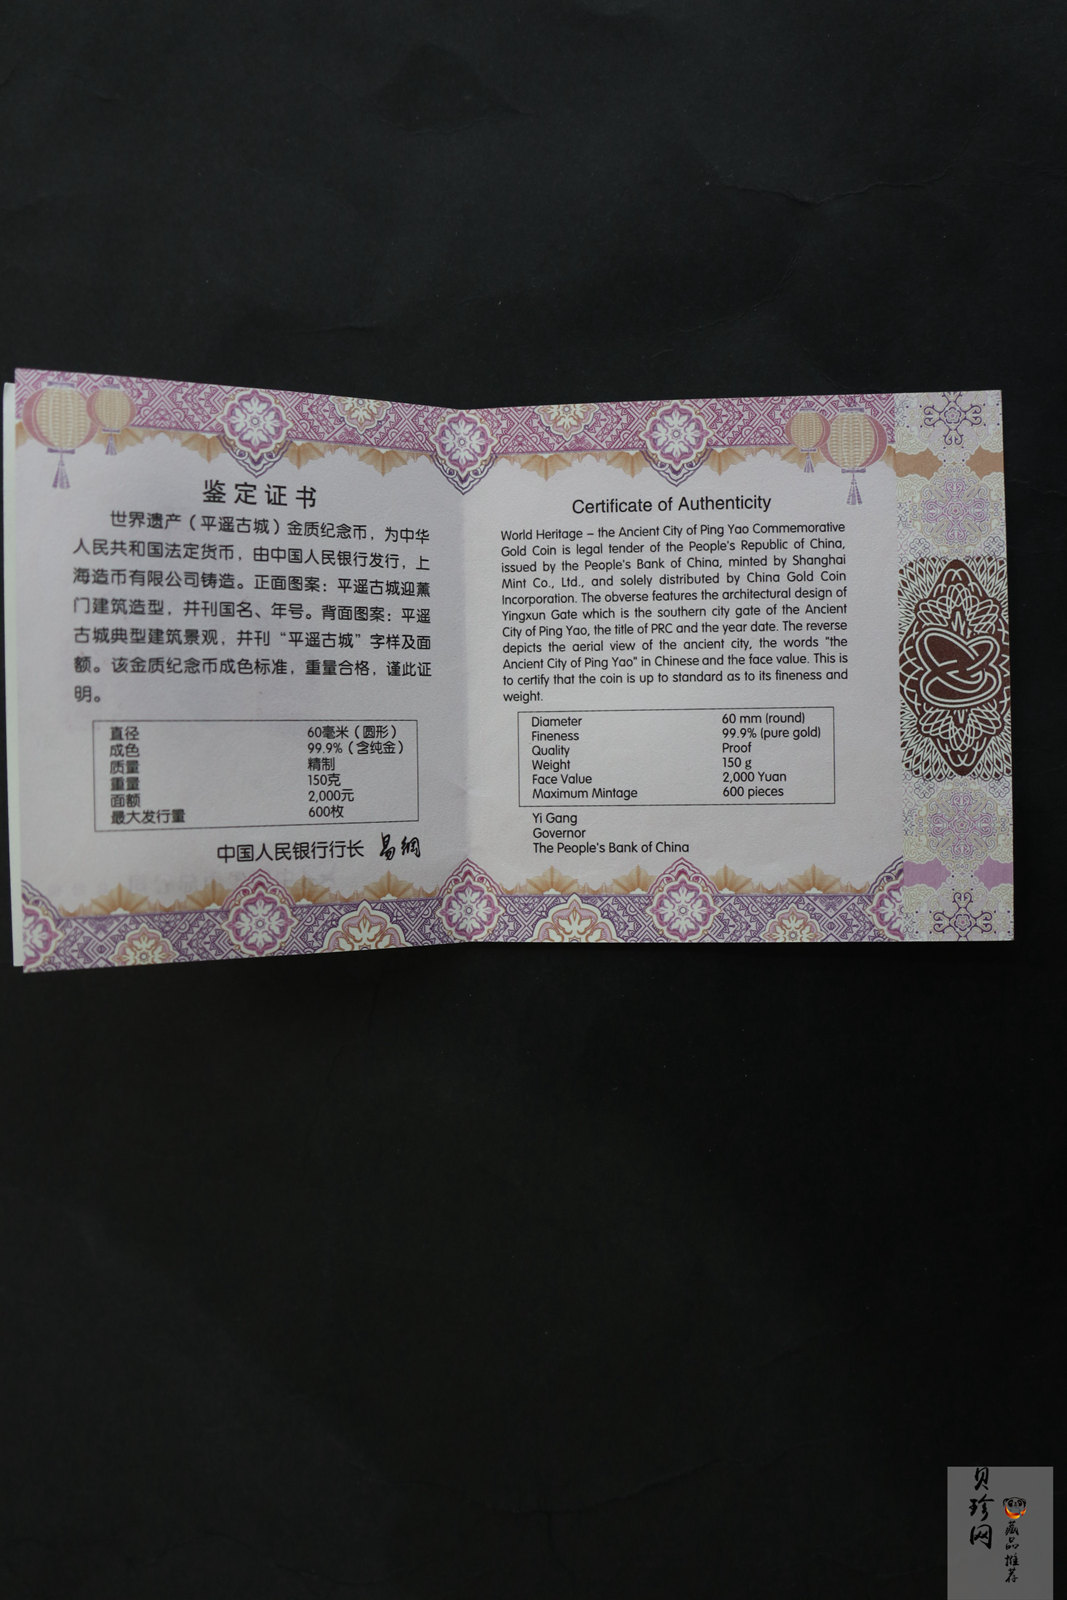 鉴定证书
世界遗产（平遥古城）金质纪念币，为中华
人民共和国法定货币，由中国人民银行发行，上
海造币有限公司铸造。正面图案：平遥古城迎薰
门建筑造型，并刊国名、年号。背面图案：平遥
古城典型建筑景观，并刊“平遥古城”字样及面
额。该金质纪念币成色标准，重量合格，谨此证
明。
直径 60毫米（圆形）
成色 99.9%（含纯金）
质量 精制
重量 150克
面额 2,000元
最大发行量 600枚
中国人民银行行长 易纲
Certificate of Authenticity
World Heritage – the Ancient City of Ping Yao Commemorative
Gold Coin is legal tender of the People's Republic of China,
issued by the People's Bank of China, minted by Shanghai
Mint Co., Ltd., and solely distributed by China Gold Coin
Incorporation. The obverse features the architectural design of
Yingxun Gate which is the southern city gate of the Ancient
City of Ping Yao, the title of PRC and the year date. The reverse
depicts the aerial view of the ancient city, the words "the
Ancient City of Ping Yao" in Chinese and the face value. This is
to certify that the coin is up to standard as to its fineness and
weight.
Diameter 60 mm (round)
Fineness 99.9% (pure gold)
Quality Proof
Weight 150 g
Face Value 2,000 Yuan
Maximum Mintage 600 pieces
Yi Gang
Governor
The People's Bank of China
贝珍网
藏品推荐